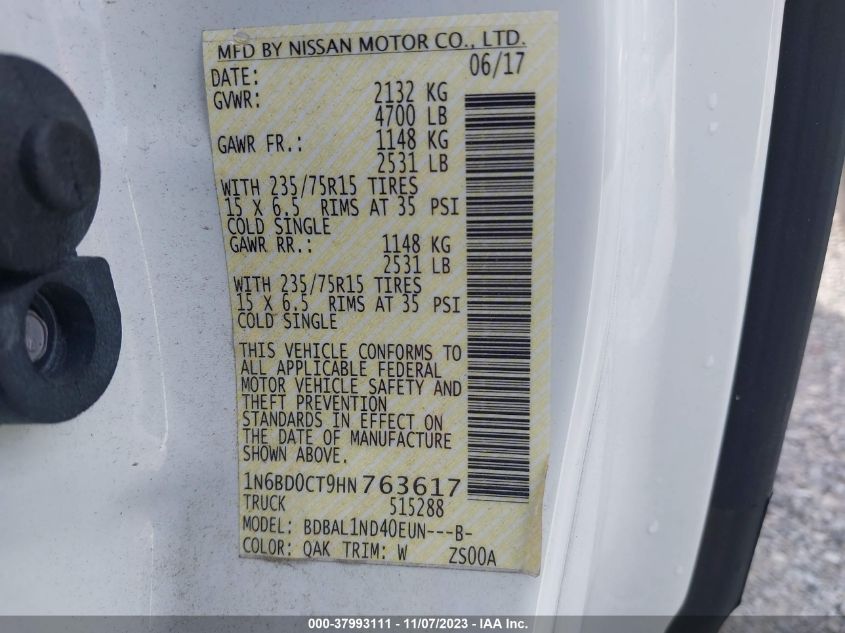 MFD BY NISSAN MOTOR CO., LTD.
DATE: 06/17
GVWR: 2132 KG
4700 LB
GAWR FR.: 1148 KG
2531 LB
WITH 235/75R15 TIRES
15 X 6.5 RIMS AT 35 PSI
COLD SINGLE
GAWR RR.: 1148 KG
2531 LB
WITH 235/75R15 TIRES
15 X 6.5 RIMS AT 35 PSI
COLD SINGLE
THIS VEHICLE CONFORMS TO
ALL APPLICABLE FEDERAL
MOTOR VEHICLE SAFETY AND
THEFT PREVENTION
STANDARDS IN EFFECT ON
THE DATE OF MANUFACTURE
SHOWN ABOVE.
1N6BD0CT9HN763617
TRUCK 515288
MODEL: BDBAL1ND40EUN---B-
COLOR: QAK TRIM: W ZS00A
000-37993111 - 11/07/2023 - IAA Inc.